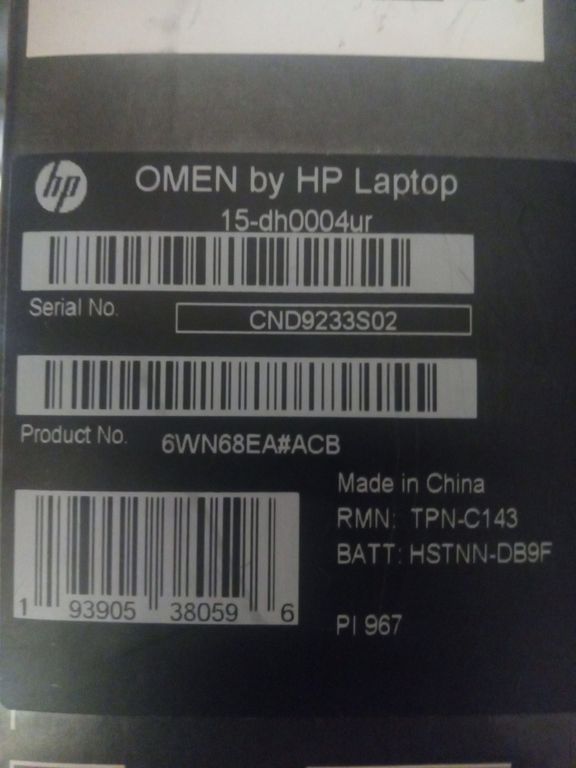 hp
OMEN by HP Laptop
15-dh0004ur
Serial No.
CND9233S02
Product No.
6WN68EA#ACB
Made in China
RMN: TPN-C143
BATT: HSTNN-DB9F
1 93905 38059 6
PI 967